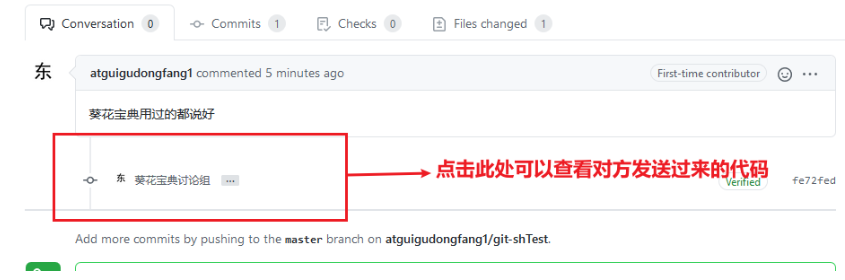 Conversation 0 Commits 1 Checks 0 Files changed 1
东 atguigudongfang1 commented 5 minutes ago First-time contributor
葵花宝典用过的都说好
点击此处可以查看对方发送过来的代码
东 葵花宝典讨论组 ... Verified fe72fed
Add more commits by pushing to the master branch on atguigudongfang1/git-shTest.